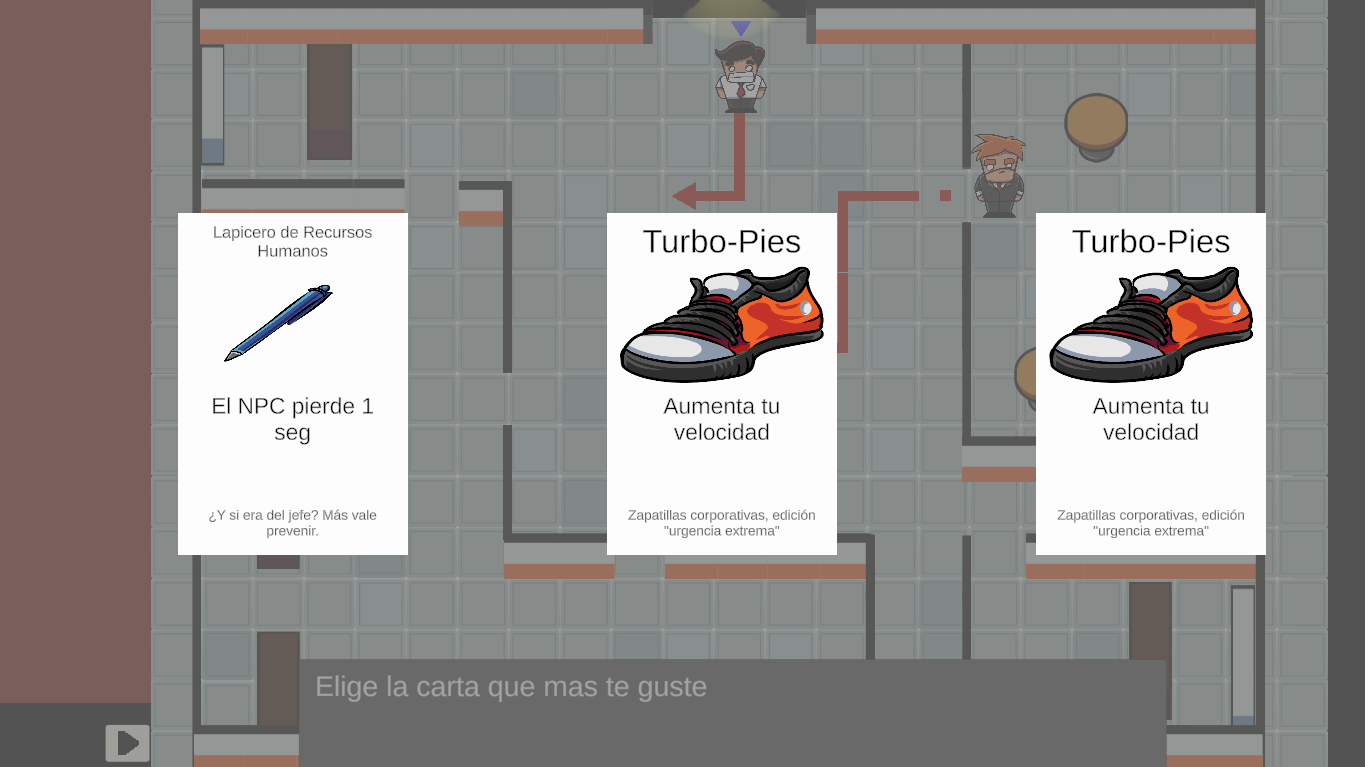 Lapicero de Recursos
Humanos
El NPC pierde 1
seg
¿Y si era del jefe? Más vale
prevenir.
Turbo-Pies
Aumenta tu
velocidad
Zapatillas corporativas, edición
"urgencia extrema"
Turbo-Pies
Aumenta tu
velocidad
Zapatillas corporativas, edición
"urgencia extrema"
Elige la carta que mas te guste